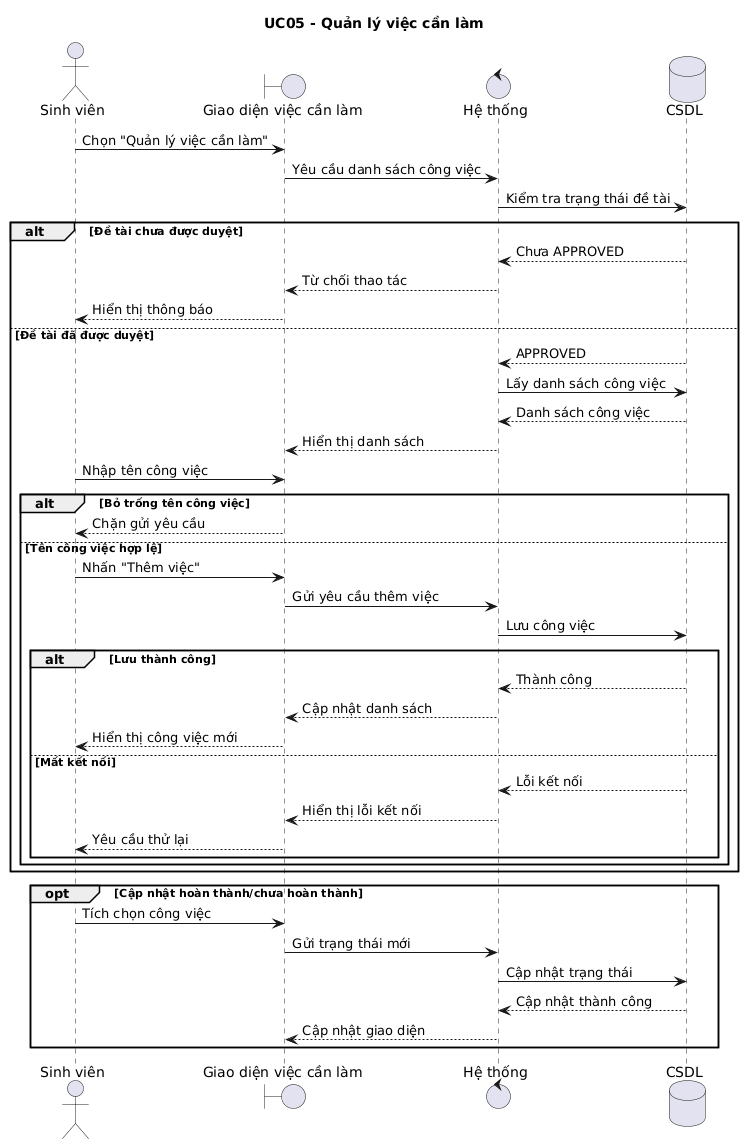 UC05 - Quản lý việc cần làm
Sinh viên
Giao diện việc cần làm
Hệ thống
CSDL
Chọn "Quản lý việc cần làm"
Yêu cầu danh sách công việc
Kiểm tra trạng thái đề tài
alt [Đề tài chưa được duyệt]
Chưa APPROVED
Từ chối thao tác
Hiển thị thông báo
[Đề tài đã được duyệt]
APPROVED
Lấy danh sách công việc
Danh sách công việc
Hiển thị danh sách
Nhập tên công việc
alt [Bỏ trống tên công việc]
Chặn gửi yêu cầu
[Tên công việc hợp lệ]
Nhấn "Thêm việc"
Gửi yêu cầu thêm việc
Lưu công việc
alt [Lưu thành công]
Thành công
Cập nhật danh sách
Hiển thị công việc mới
[Mất kết nối]
Lỗi kết nối
Hiển thị lỗi kết nối
Yêu cầu thử lại
opt [Cập nhật hoàn thành/chưa hoàn thành]
Tích chọn công việc
Gửi trạng thái mới
Cập nhật trạng thái
Cập nhật thành công
Cập nhật giao diện
Sinh viên
Giao diện việc cần làm
Hệ thống
CSDL